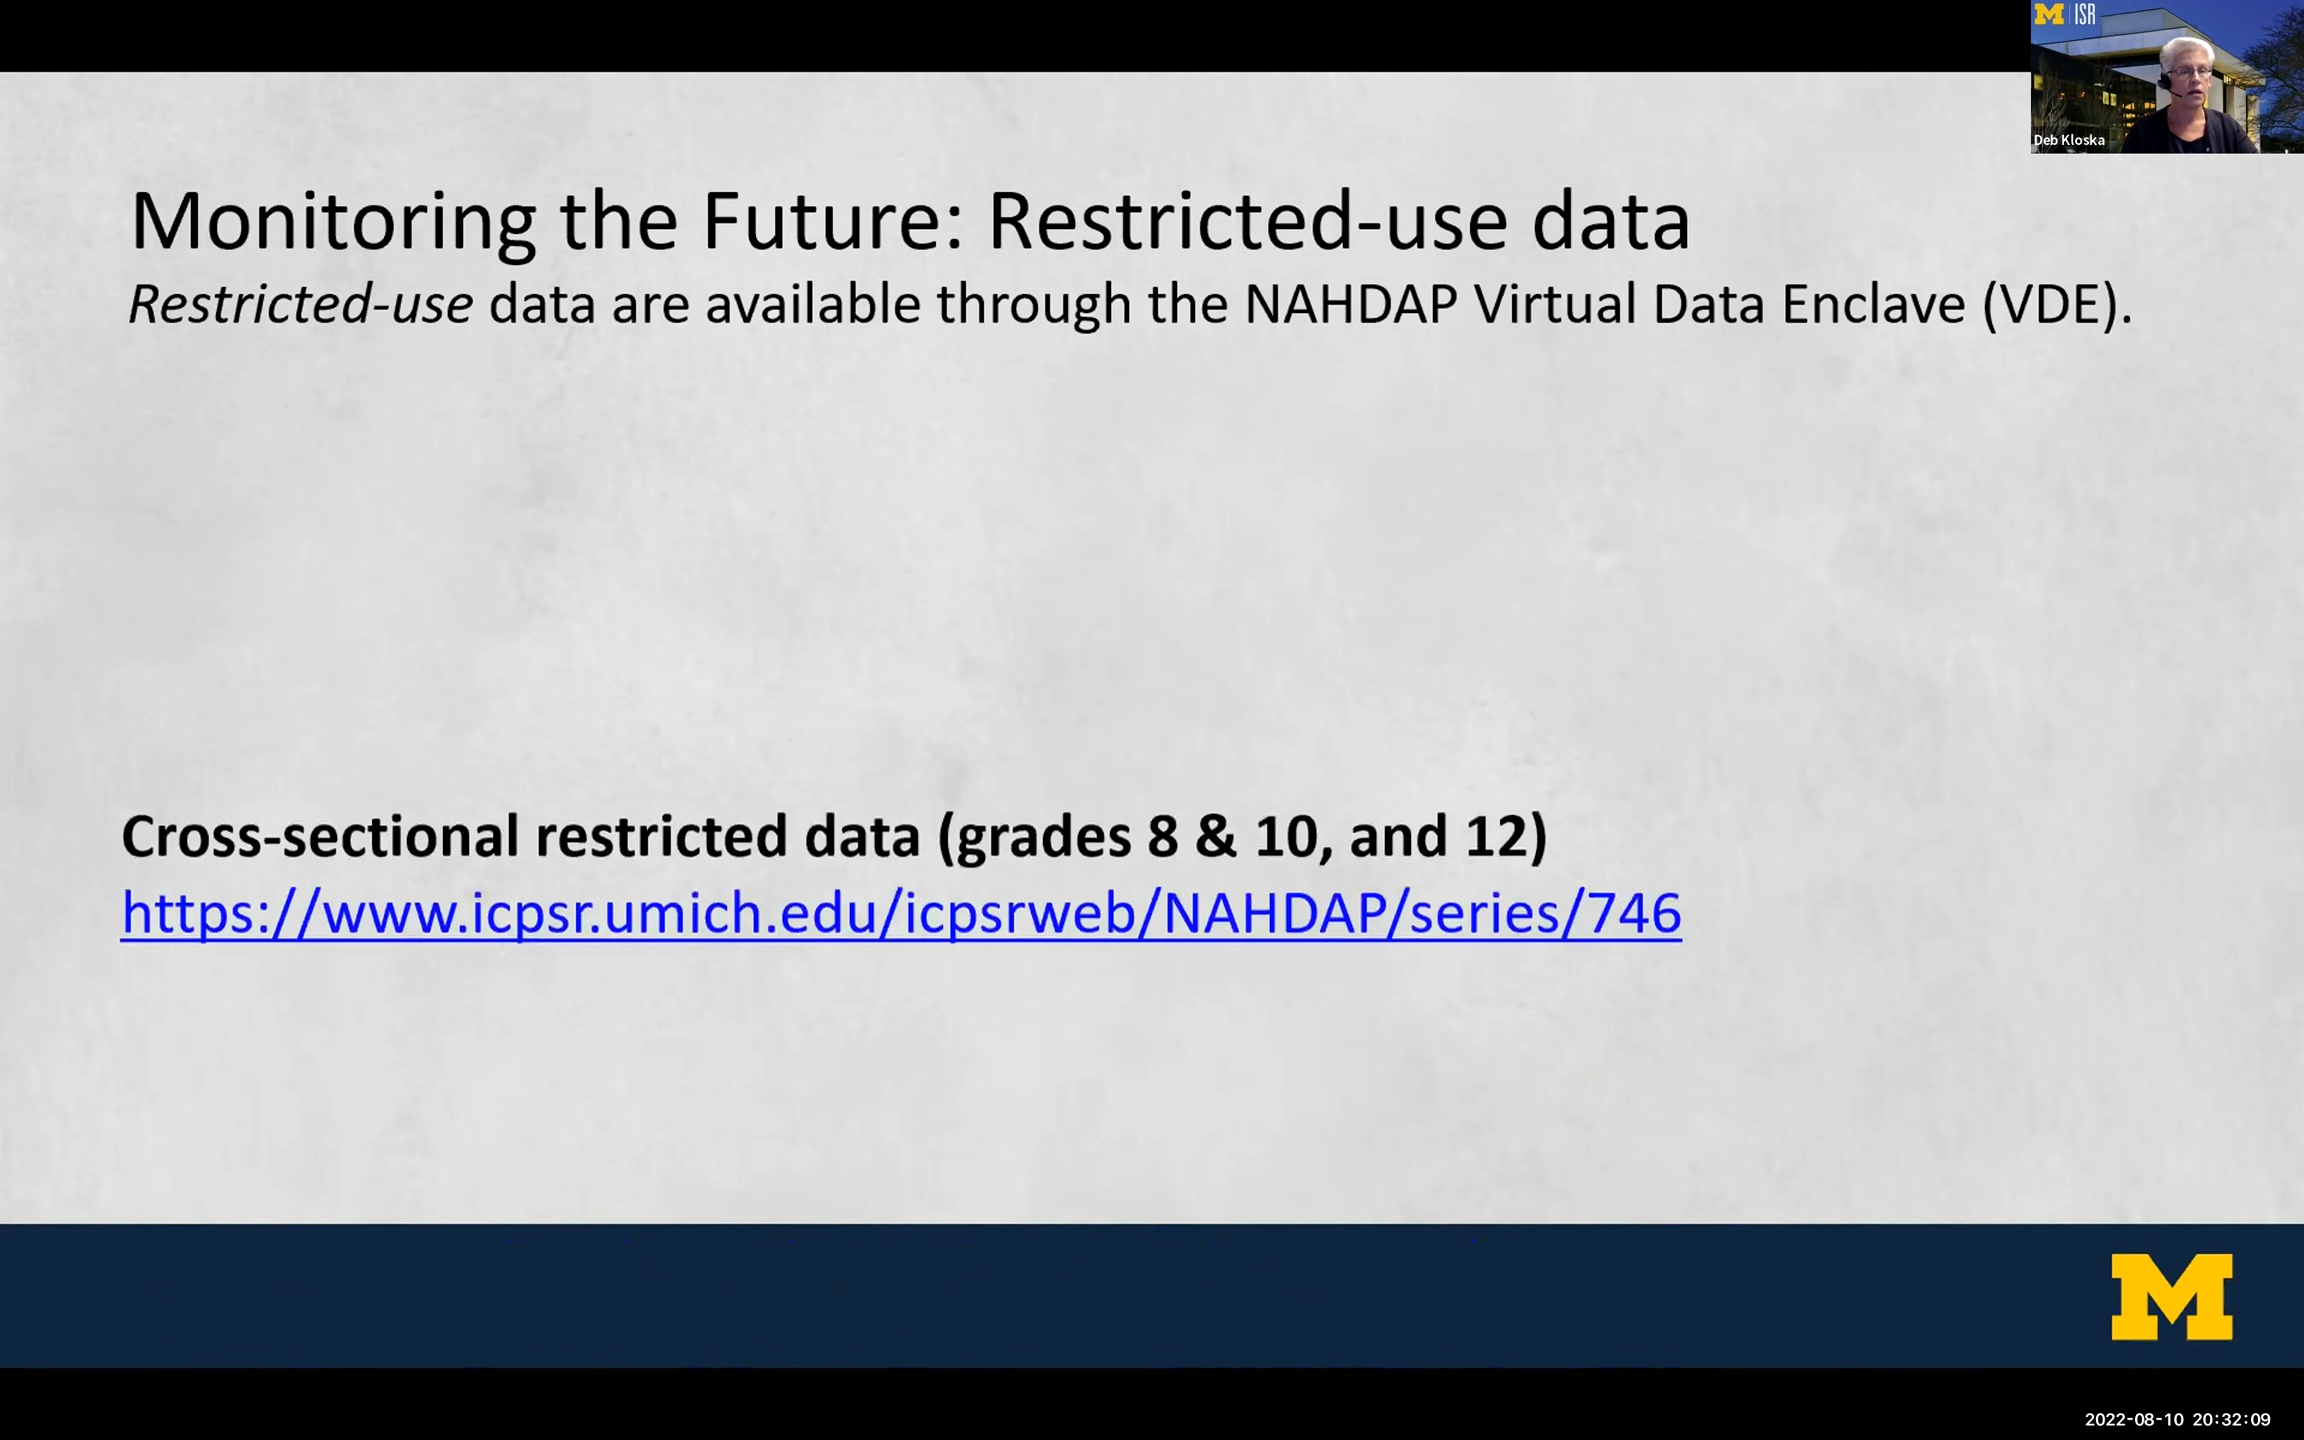 M | ISR
Deb Kloska
Monitoring the Future: Restricted-use data
Restricted-use data are available through the NAHDAP Virtual Data Enclave (VDE).
Cross-sectional restricted data (grades 8 & 10, and 12)
https://www.icpsr.umich.edu/icpsrweb/NAHDAP/series/746
M
2022-08-10 20:32:09